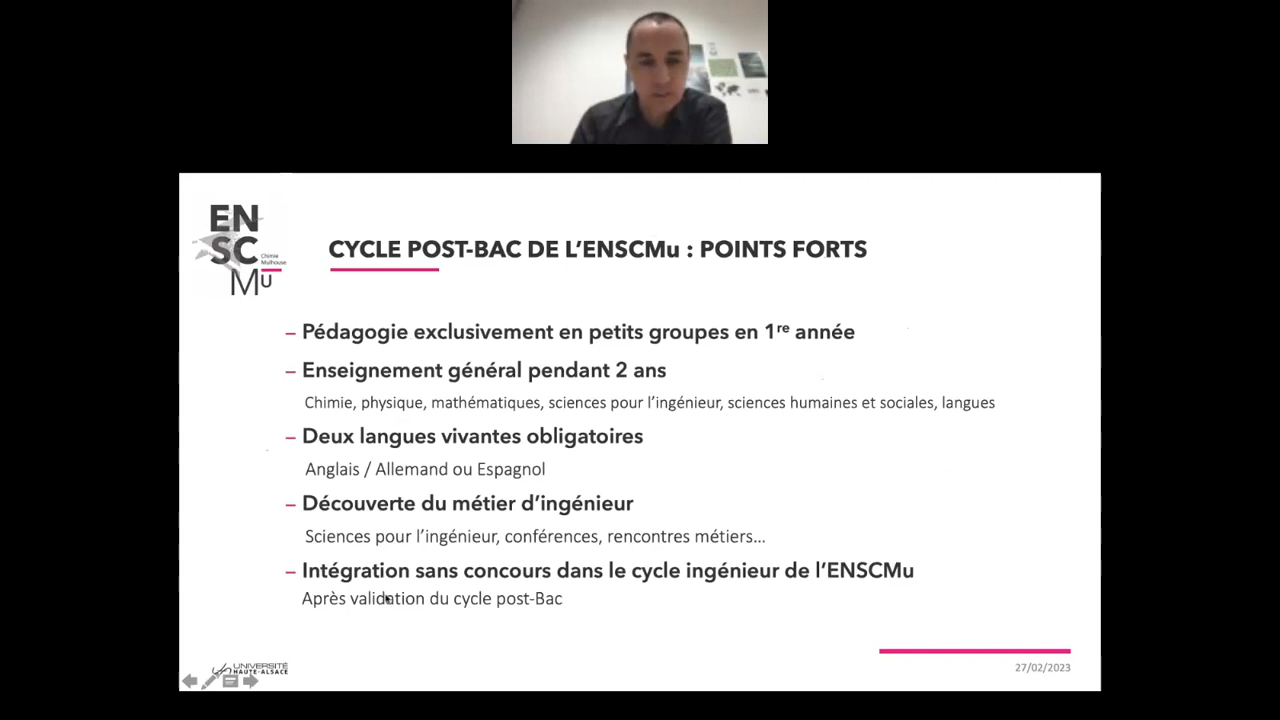 EN
SC
Mu
Chimie
Mulhouse
CYCLE POST-BAC DE L’ENSCMu : POINTS FORTS
– Pédagogie exclusivement en petits groupes en 1re année
– Enseignement général pendant 2 ans
Chimie, physique, mathématiques, sciences pour l’ingénieur, sciences humaines et sociales, langues
– Deux langues vivantes obligatoires
Anglais / Allemand ou Espagnol
– Découverte du métier d’ingénieur
Sciences pour l’ingénieur, conférences, rencontres métiers...
– Intégration sans concours dans le cycle ingénieur de l’ENSCMu
Après validation du cycle post-Bac
UNIVERSITÉ
HAUTE-ALSACE
27/02/2023